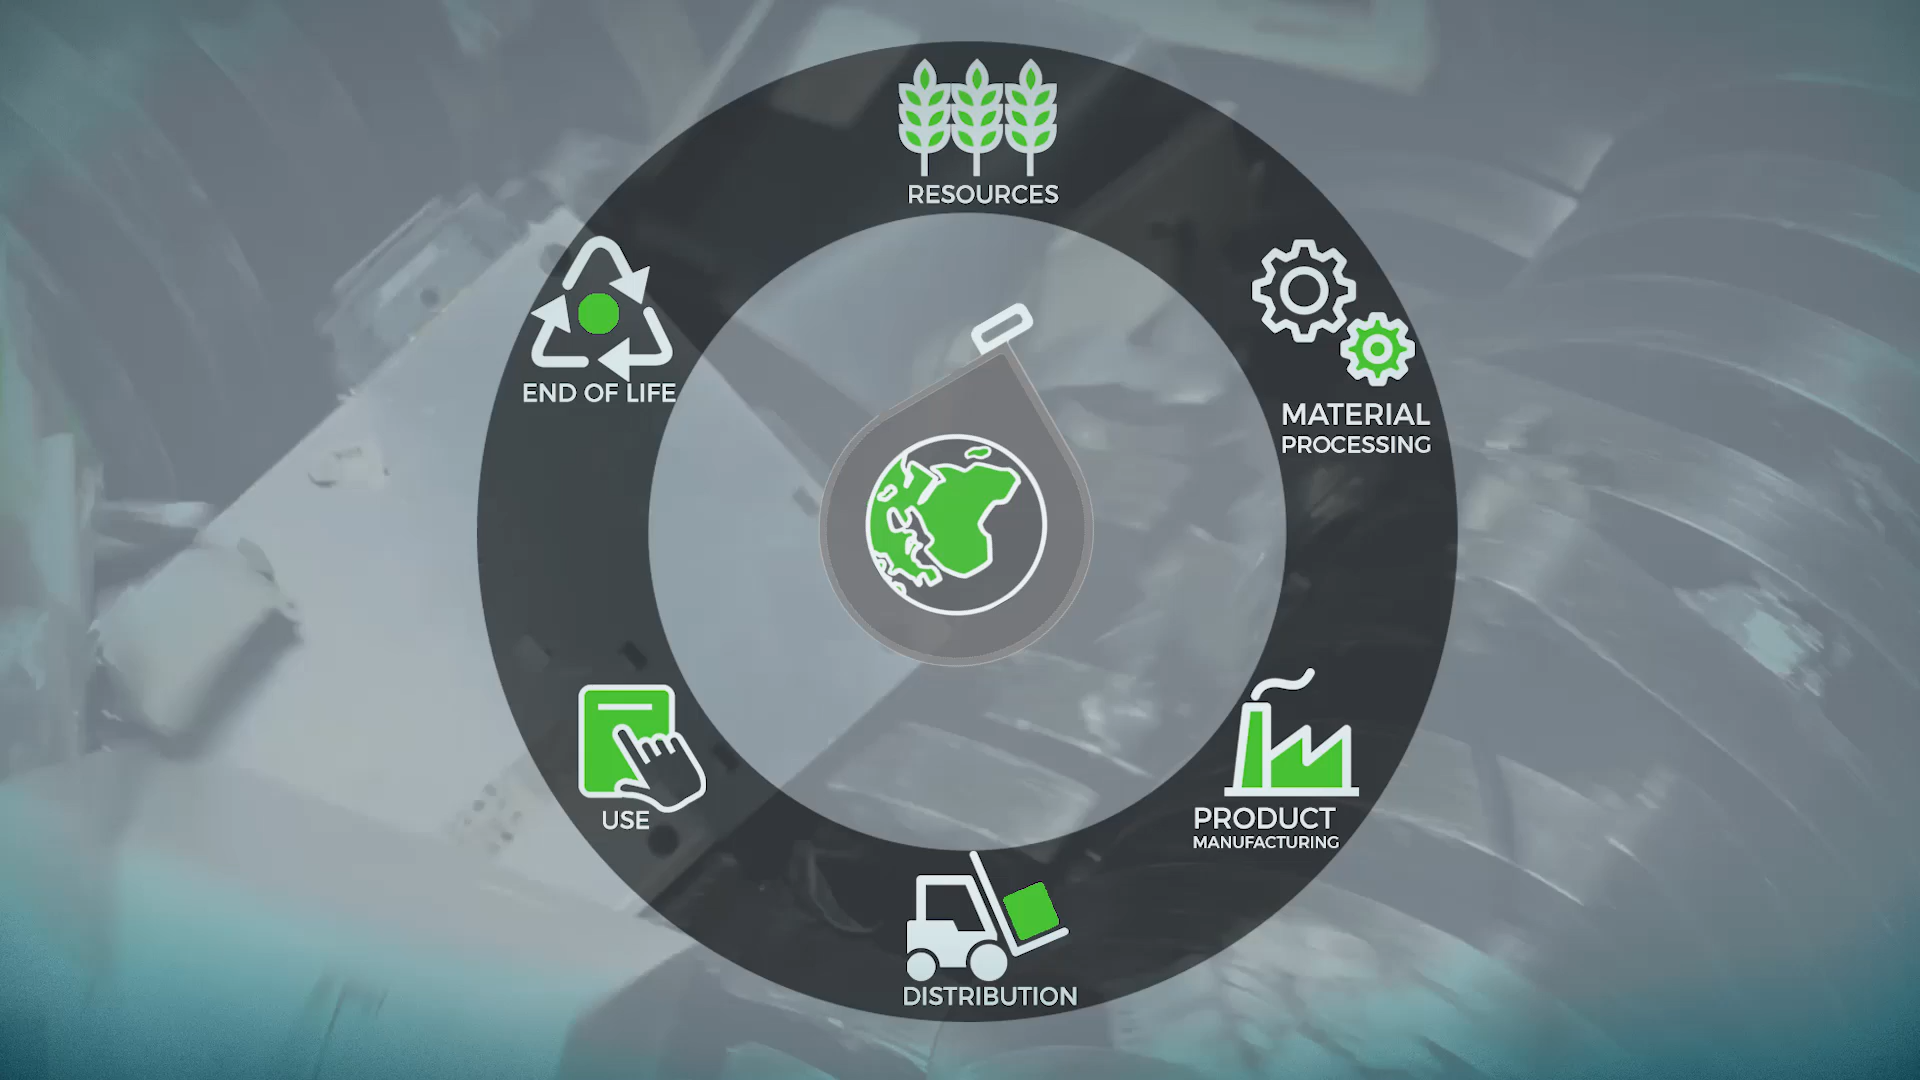 RESOURCES
MATERIAL
PROCESSING
PRODUCT
MANUFACTURING
DISTRIBUTION
USE
END OF LIFE